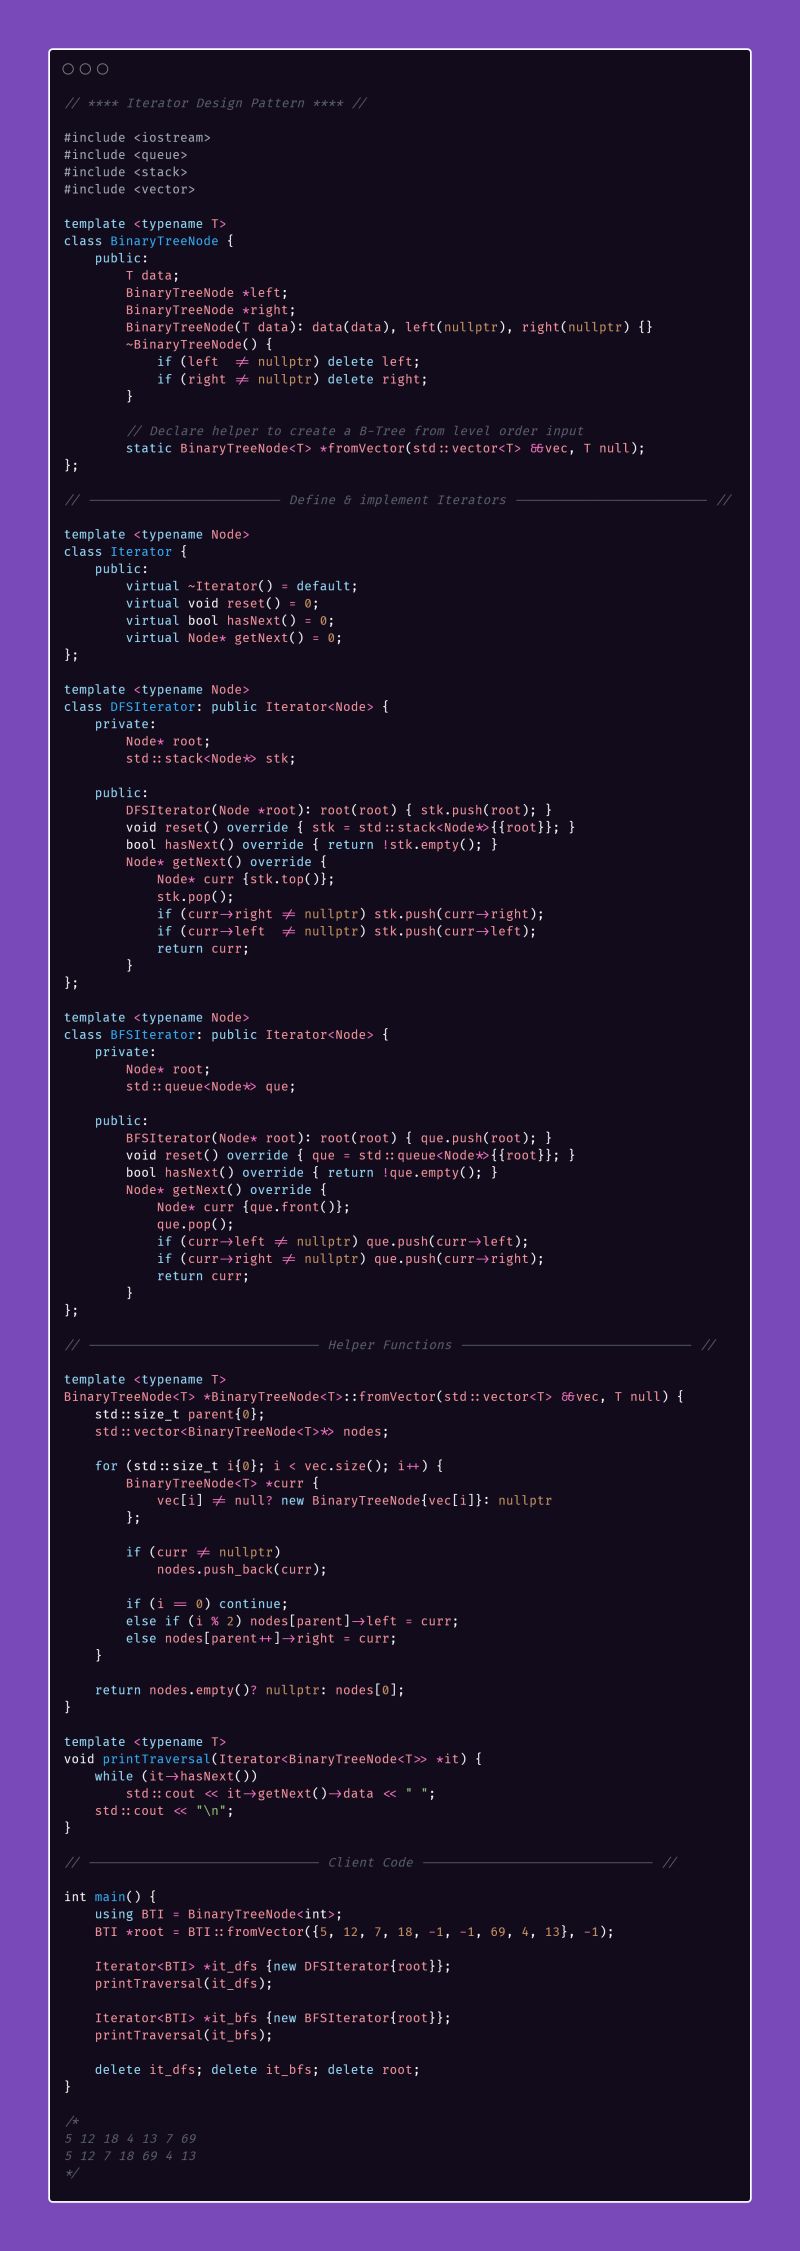 // **** Iterator Design Pattern **** //
#include <iostream>
#include <queue>
#include <stack>
#include <vector>
template <typename T>
class BinaryTreeNode {
    public:
        T data;
        BinaryTreeNode *left;
        BinaryTreeNode *right;
        BinaryTreeNode(T data): data(data), left(nullptr), right(nullptr) {}
        ~BinaryTreeNode() {
            if (left  != nullptr) delete left;
            if (right != nullptr) delete right;
        }
        // Declare helper to create a B-Tree from level order input
        static BinaryTreeNode<T> *fromVector(std::vector<T> &&vec, T null);
};
// ------------------------- Define & implement Iterators ------------------------- //
template <typename Node>
class Iterator {
    public:
        virtual ~Iterator() = default;
        virtual void reset() = 0;
        virtual bool hasNext() = 0;
        virtual Node* getNext() = 0;
};
template <typename Node>
class DFSIterator: public Iterator<Node> {
    private:
        Node* root;
        std::stack<Node*> stk;
    public:
        DFSIterator(Node *root): root(root) { stk.push(root); }
        void reset() override { stk = std::stack<Node*>{{root}}; }
        bool hasNext() override { return !stk.empty(); }
        Node* getNext() override {
            Node* curr {stk.top()};
            stk.pop();
            if (curr->right != nullptr) stk.push(curr->right);
            if (curr->left  != nullptr) stk.push(curr->left);
            return curr;
        }
};
template <typename Node>
class BFSIterator: public Iterator<Node> {
    private:
        Node* root;
        std::queue<Node*> que;
    public:
        BFSIterator(Node* root): root(root) { que.push(root); }
        void reset() override { que = std::queue<Node*>{{root}}; }
        bool hasNext() override { return !que.empty(); }
        Node* getNext() override {
            Node* curr {que.front()};
            que.pop();
            if (curr->left != nullptr) que.push(curr->left);
            if (curr->right != nullptr) que.push(curr->right);
            return curr;
        }
};
// ------------------------------ Helper Functions ------------------------------ //
template <typename T>
BinaryTreeNode<T> *BinaryTreeNode<T>::fromVector(std::vector<T> &&vec, T null) {
    std::size_t parent{0};
    std::vector<BinaryTreeNode<T>*> nodes;
    for (std::size_t i{0}; i < vec.size(); i++) {
        BinaryTreeNode<T> *curr {
            vec[i] != null? new BinaryTreeNode{vec[i]}: nullptr
        };
        if (curr != nullptr)
            nodes.push_back(curr);
        if (i == 0) continue;
        else if (i % 2) nodes[parent]->left = curr;
        else nodes[parent++]->right = curr;
    }
    return nodes.empty()? nullptr: nodes[0];
}
template <typename T>
void printTraversal(Iterator<BinaryTreeNode<T>> *it) {
    while (it->hasNext())
        std::cout << it->getNext()->data << " ";
    std::cout << "\n";
}
// ------------------------------ Client Code ------------------------------ //
int main() {
    using BTI = BinaryTreeNode<int>;
    BTI *root = BTI::fromVector({5, 12, 7, 18, -1, -1, 69, 4, 13}, -1);
    Iterator<BTI> *it_dfs {new DFSIterator{root}};
    printTraversal(it_dfs);
    Iterator<BTI> *it_bfs {new BFSIterator{root}};
    printTraversal(it_bfs);
    delete it_dfs; delete it_bfs; delete root;
}
/*
5 12 18 4 13 7 69
5 12 7 18 69 4 13
*/